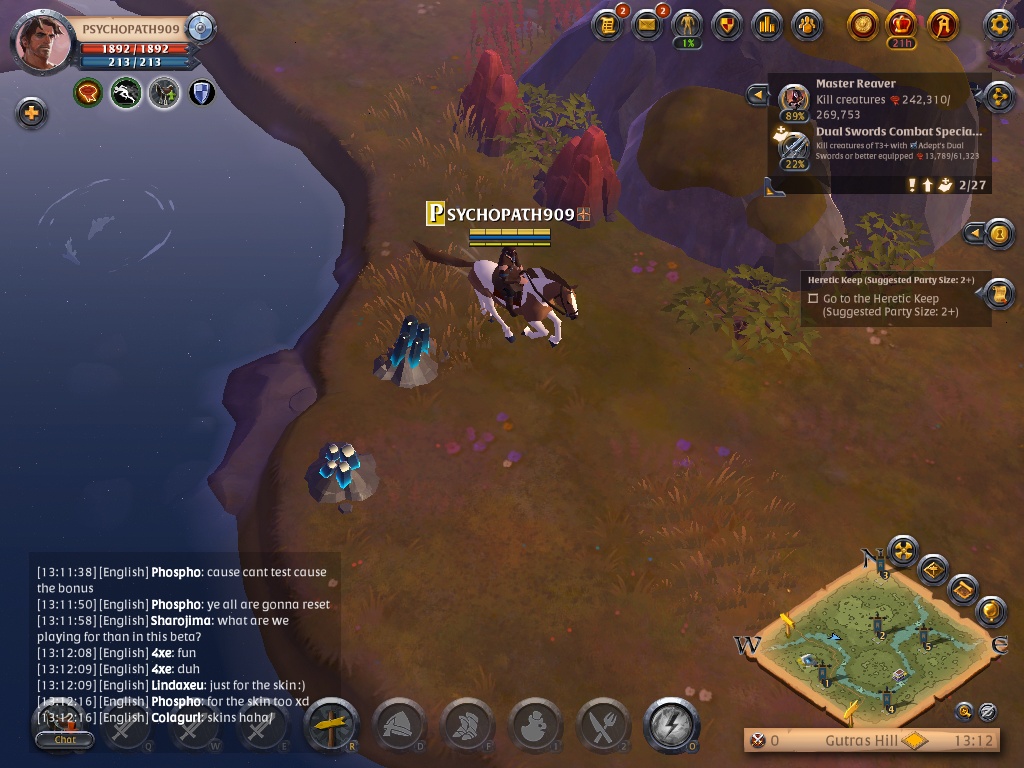 PSYCHOPATH909
1892 / 1892
213 / 213
2
2
1%
21h
Master Reaver
Kill creatures 242,310/
269,753
89%
Dual Swords Combat Specia...
Kill creatures of T3+ with Adept's Dual
Swords or better equipped 13,789/61,323
22%
2/27
PSYCHOPATH909
Heretic Keep (Suggested Party Size: 2+)
Go to the Heretic Keep
(Suggested Party Size: 2+)
[13:11:38] [English] Phospho: cause cant test cause
the bonus
[13:11:50] [English] Phospho: ye all are gonna reset
[13:11:58] [English] Sharojima: what are we
playing for than in this beta?
[13:12:08] [English] 4xe: fun
[13:12:09] [English] 4xe: duh
[13:12:09] [English] Lindaxeu: just for the skin:)
[13:12:16] [English] Phospho: for the skin too xd
[13:12:16] [English] Colagurl: skins haha/
Chat
Q
W
E
R
D
F
1
2
O
N
W
E
3
2
5
1
4
0
Gutras Hill
13:12